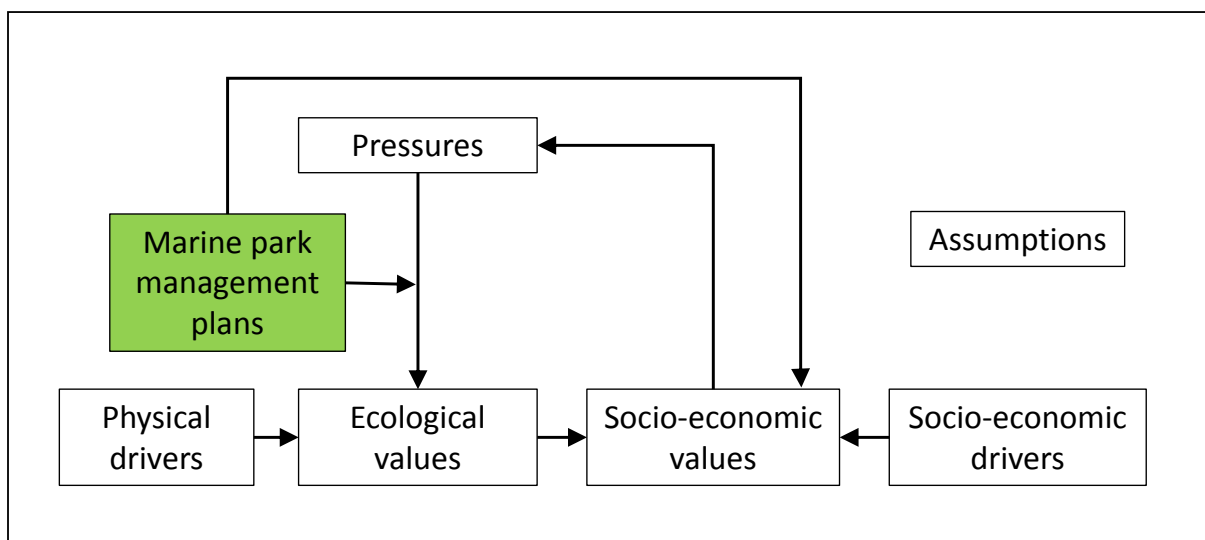 Pressures
Marine park
management
plans
Assumptions
Physical
drivers
Ecological
values
Socio-economic
values
Socio-economic
drivers